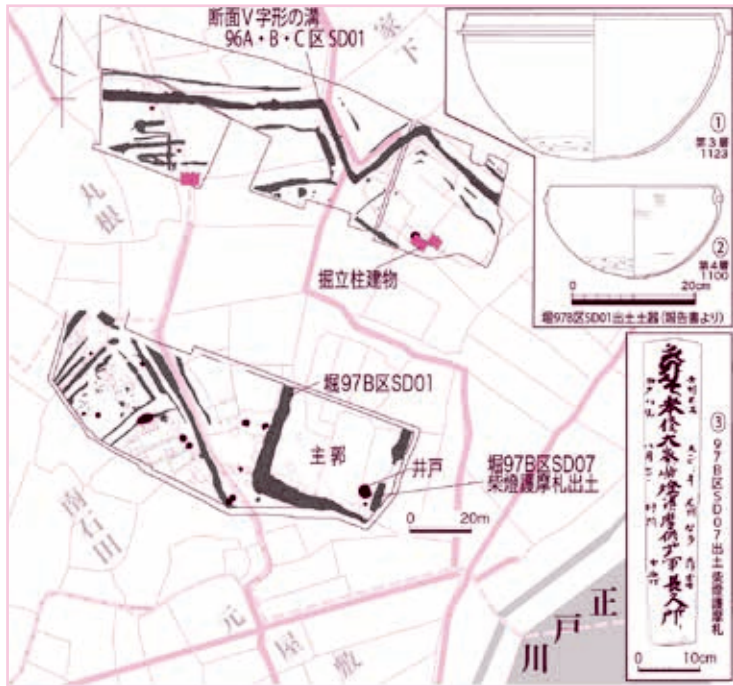 断面V字形の溝
96A・B・C区SD01
家下
丸根
掘立柱建物
堀97B区SD01
主郭
井戸
堀97B区SD07
柴燈護摩札出土
0 20m
南石田
元屋敷
正戸川
①
第3層
1123
②
第4層
1100
0 20cm
堀97B区SD01出土土器(報告書より)
③97B区SD07出土柴燈護摩札
0 10cm